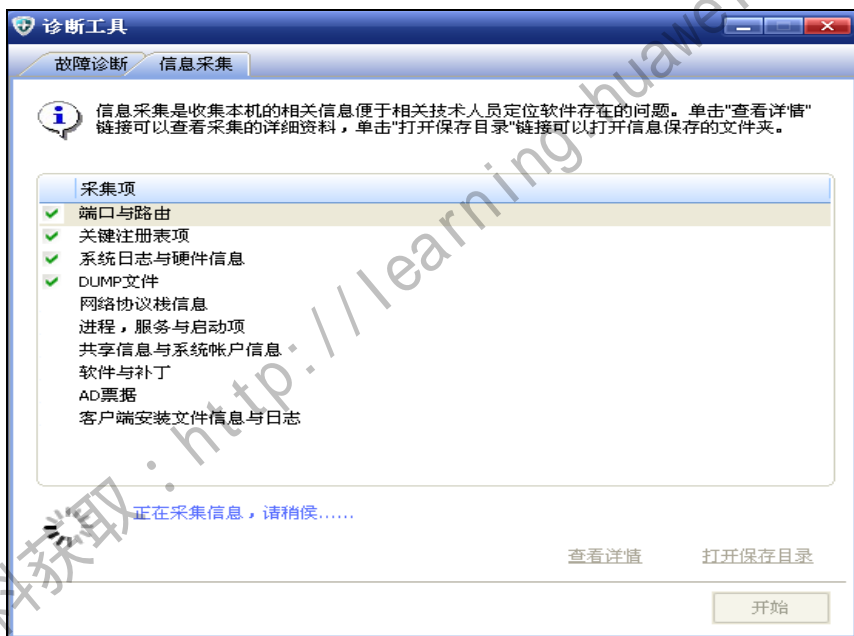 诊断工具
故障诊断 信息采集
信息采集是收集本机的相关信息便于相关技术人员定位软件存在的问题。单击"查看详情"
链接可以查看采集的详细资料，单击"打开保存目录"链接可以打开信息保存的文件夹。
采集项
端口与路由
关键注册表项
系统日志与硬件信息
DUMP文件
网络协议栈信息
进程，服务与启动项
共享信息与系统帐户信息
软件与补丁
AD票据
客户端安装文件信息与日志
正在采集信息，请稍侯……
查看详情 打开保存目录
开始
料获取：http://learning.huawei